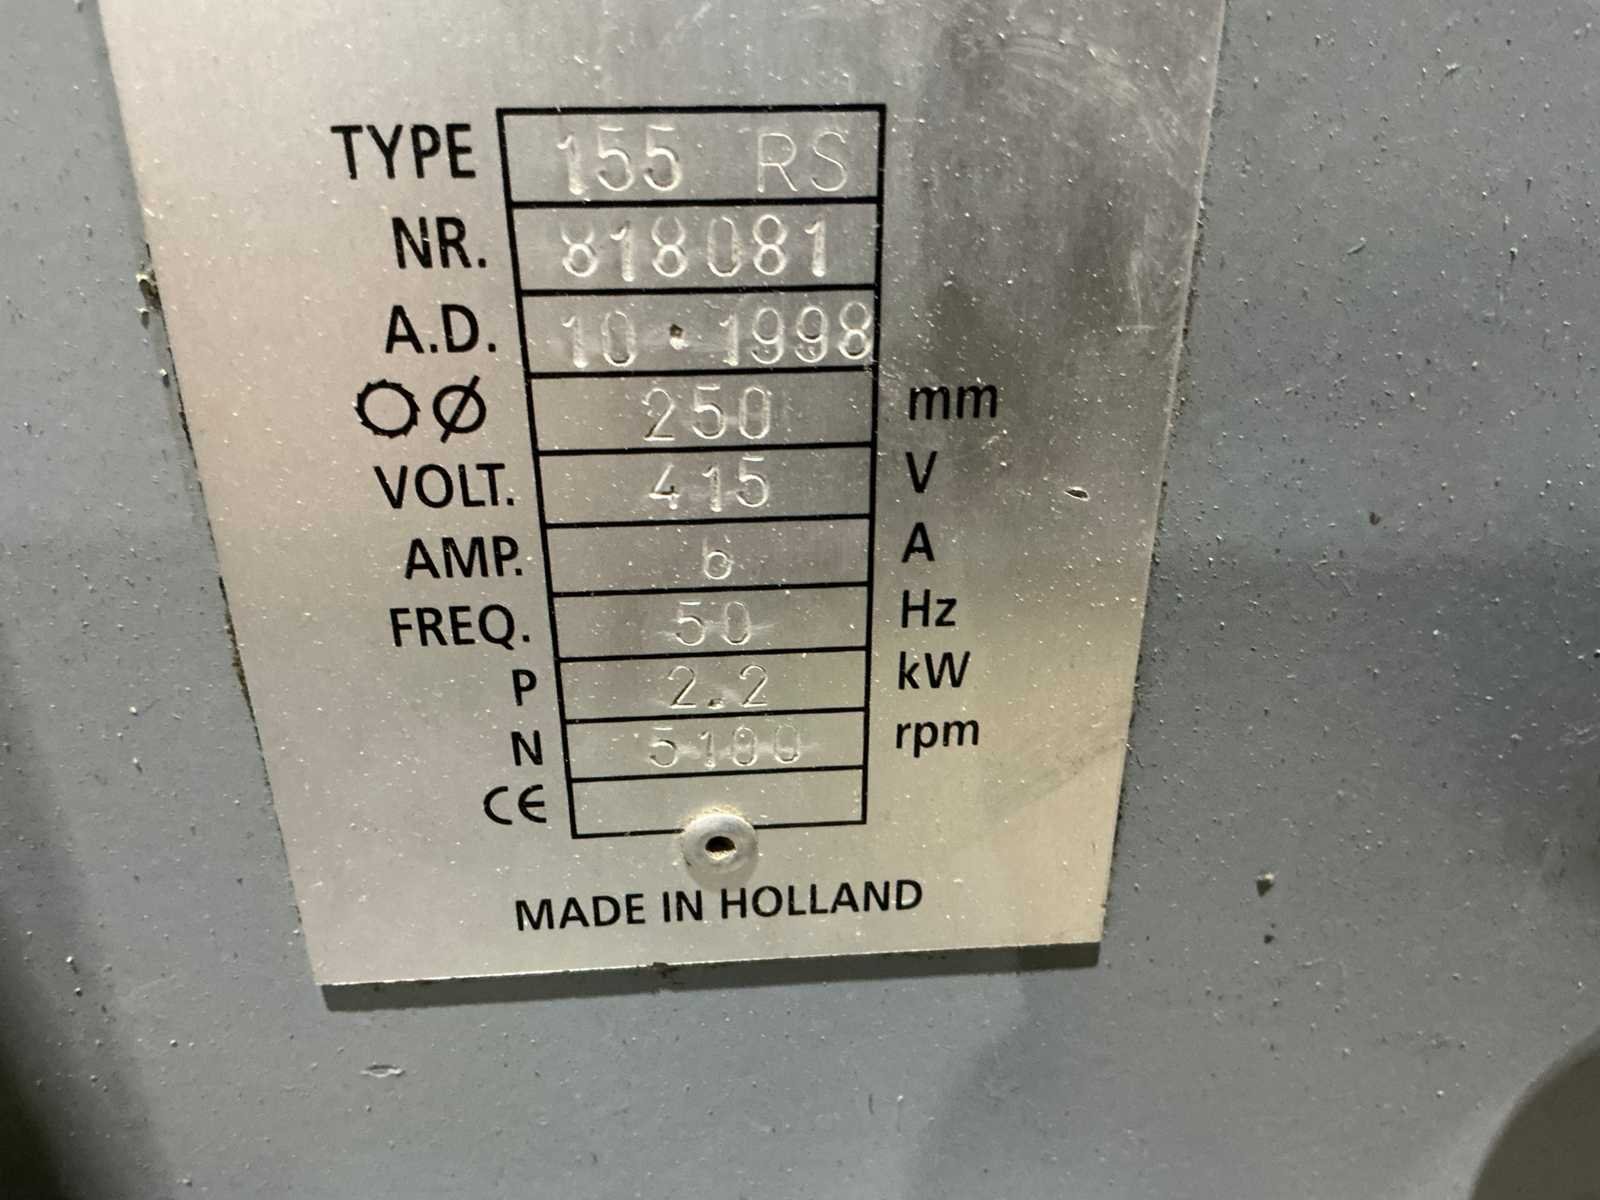 TYPE 155 RS
NR. 818081
A.D. 10 · 1998
Ø 250 mm
VOLT. 415 V
AMP. 6 A
FREQ. 50 Hz
P 2.2 kW
N 5100 rpm
CE
MADE IN HOLLAND